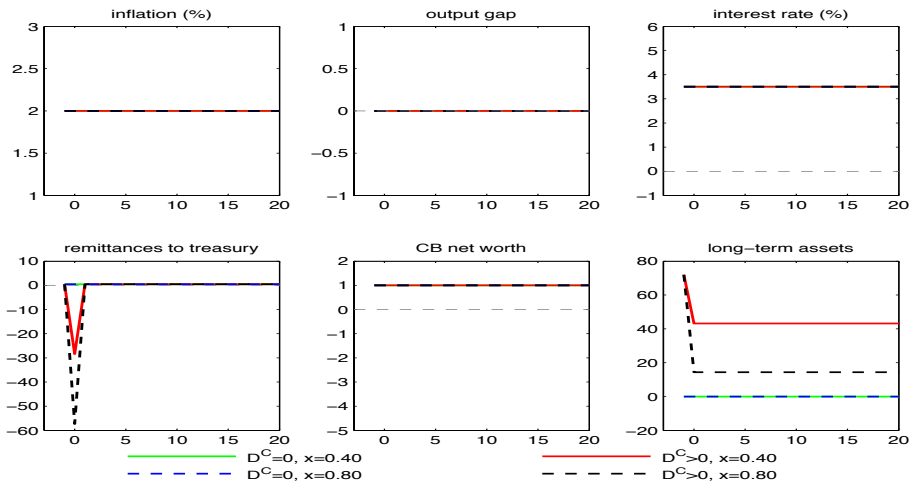 inflation (%)
output gap
interest rate (%)
3
2.5
2
1.5
1
0 5 10 15 20
1
0.5
0
−0.5
−1
0 5 10 15 20
6
5
4
3
2
1
0
−1
0 5 10 15 20
remittances to treasury
CB net worth
long−term assets
10
0
−10
−20
−30
−40
−50
−60
0 5 10 15 20
2
1
0
−1
−2
−3
−4
−5
0 5 10 15 20
80
60
40
20
0
−20
0 5 10 15 20
D^C=0, x=0.40
D^C=0, x=0.80
D^C>0, x=0.40
D^C>0, x=0.80